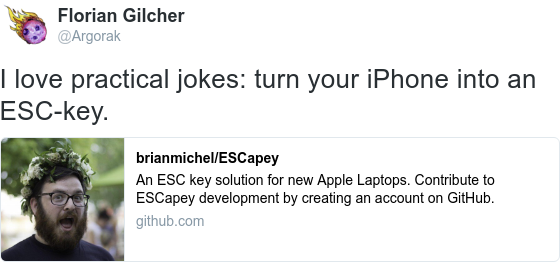 Florian Gilcher
@Argorak
I love practical jokes: turn your iPhone into an
ESC-key.
brianmichel/ESCapey
An ESC key solution for new Apple Laptops. Contribute to
ESCapey development by creating an account on GitHub.
github.com